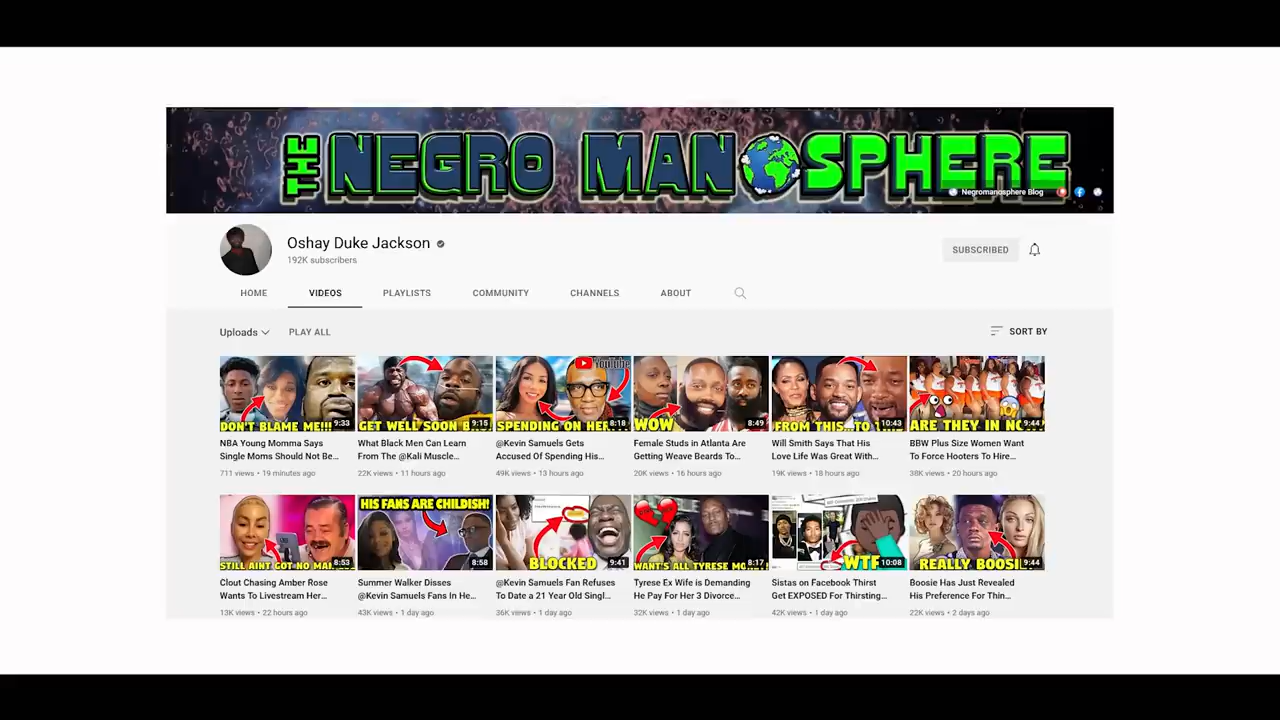 THE NEGRO MANOSPHERE
Negromanosphere Blog
Oshay Duke Jackson
192K subscribers
SUBSCRIBED
HOME VIDEOS PLAYLISTS COMMUNITY CHANNELS ABOUT
Uploads PLAY ALL SORT BY
DON'T BLAME ME!!! 9:33
GET WELL SOON 9:15
YouTube
SPENDING ON HER 8:18
WOW 8:49
FROM THIS...TO 10:43
ARE THEY IN 9:44
NBA Young Momma Says
Single Moms Should Not Be...
711 views • 19 minutes ago
What Black Men Can Learn
From The @Kali Muscle...
22K views • 11 hours ago
@Kevin Samuels Gets
Accused Of Spending His...
49K views • 13 hours ago
Female Studs in Atlanta Are
Getting Weave Beards To...
20K views • 16 hours ago
Will Smith Says That His
Love Life Was Great With...
19K views • 18 hours ago
BBW Plus Size Women Want
To Force Hooters To Hire...
38K views • 20 hours ago
STILL AINT GOT NO 8:53
HIS FANS ARE CHILDISH!
8:58
BLOCKED 9:41
WANT'S ALL TYRESE 8:17
WTF 10:08
REALLY BOOSIE 9:44
Clout Chasing Amber Rose
Wants To Livestream Her...
13K views • 22 hours ago
Summer Walker Disses
@Kevin Samuels Fans In He...
43K views • 1 day ago
@Kevin Samuels Fan Refuses
To Date a 21 Year Old Singl...
36K views • 1 day ago
Tyrese Ex Wife is Demanding
He Pay For Her 3 Divorce...
32K views • 1 day ago
Sistas on Facebook Thirst
Get EXPOSED For Thirsting...
42K views • 1 day ago
Boosie Has Just Revealed
His Preference For Thin...
22K views • 2 days ago